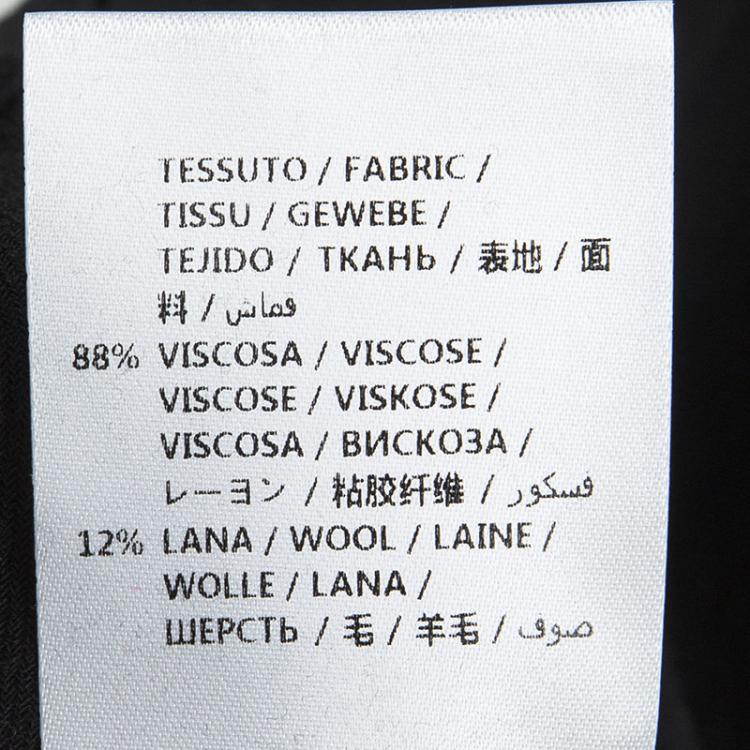 TESSUTO / FABRIC /
TISSU / GEWEBE /
TEJIDO / ТКАНЬ / 表地 / 面
料 / قماش
88% VISCOSA / VISCOSE /
VISCOSE / VISKOSE /
VISCOSA / ВИСКОЗА /
レーヨン / 粘胶纤维 / فسكور
12% LANA / WOOL / LAINE /
WOLLE / LANA /
ШЕРСТЬ / 毛 / 羊毛 / صوف